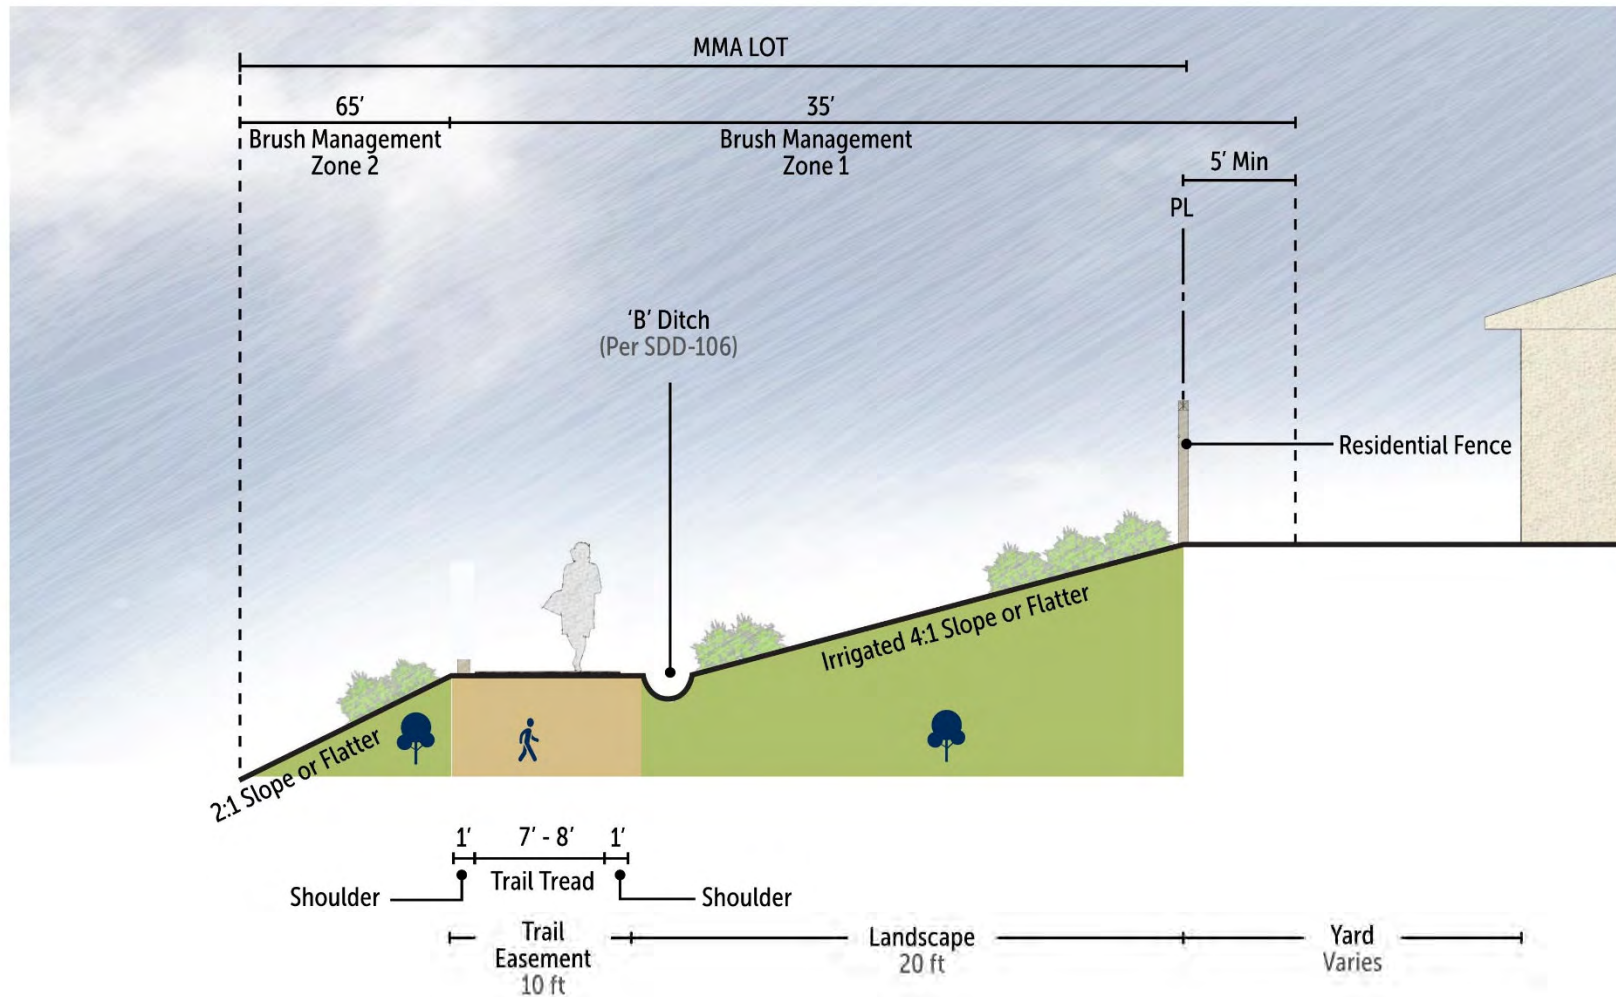 MMA LOT
65’
35’
Brush Management
Zone 2
Brush Management
Zone 1
5’ Min
PL
‘B’ Ditch
(Per SDD-106)
Residential Fence
Irrigated 4:1 Slope or Flatter
2:1 Slope or Flatter
1’
7’ - 8’
1’
Trail Tread
Shoulder
Shoulder
Trail
Easement
10 ft
Landscape
20 ft
Yard
Varies